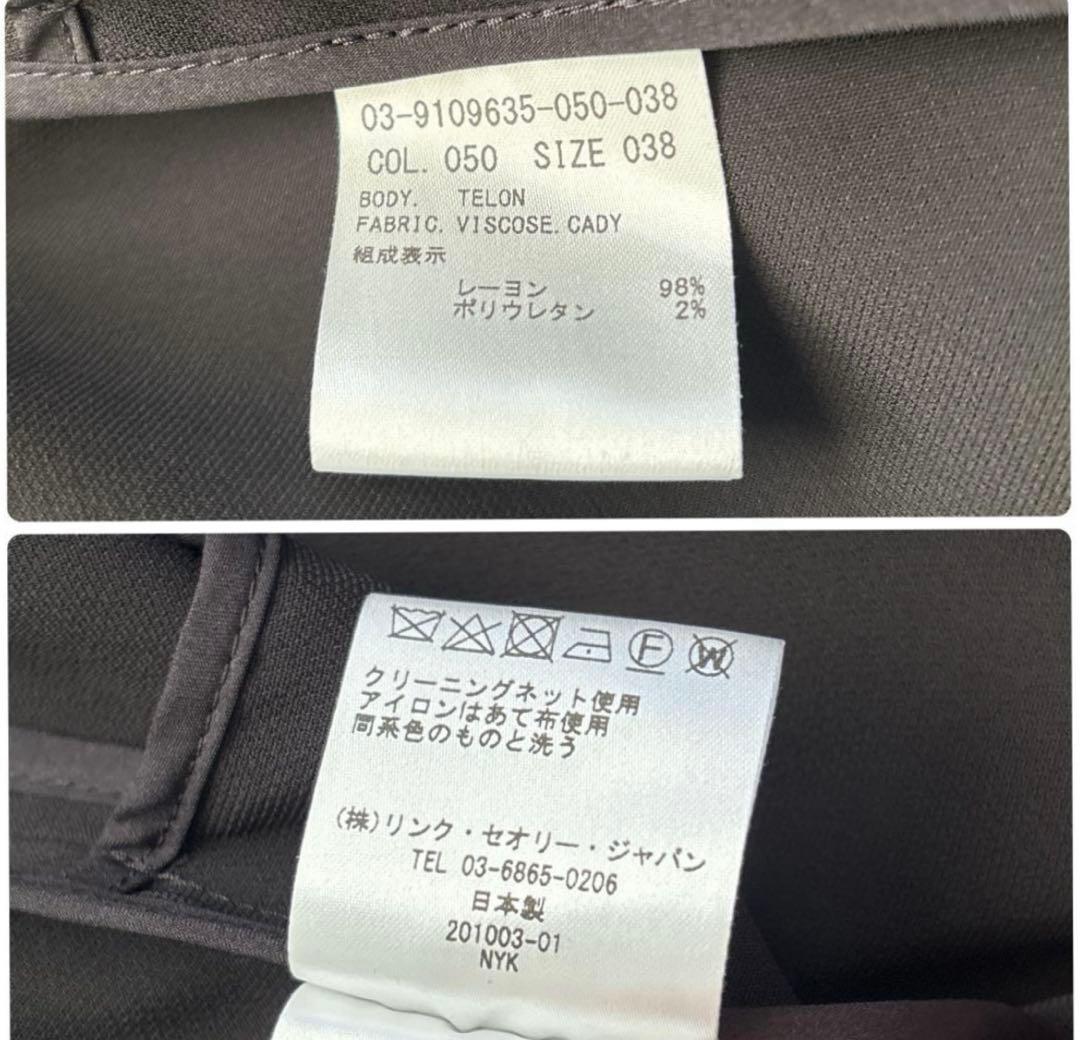 03-9109635-050-038
COL. 050 SIZE 038
BODY. TELON
FABRIC. VISCOSE. CADY
組成表示
レーヨン 98%
ポリウレタン 2%
F W
クリーニングネット使用
アイロンはあて布使用
同系色のものと洗う
(株)リンク・セオリー・ジャパン
TEL 03-6865-0206
日本製
201003-01
NYK